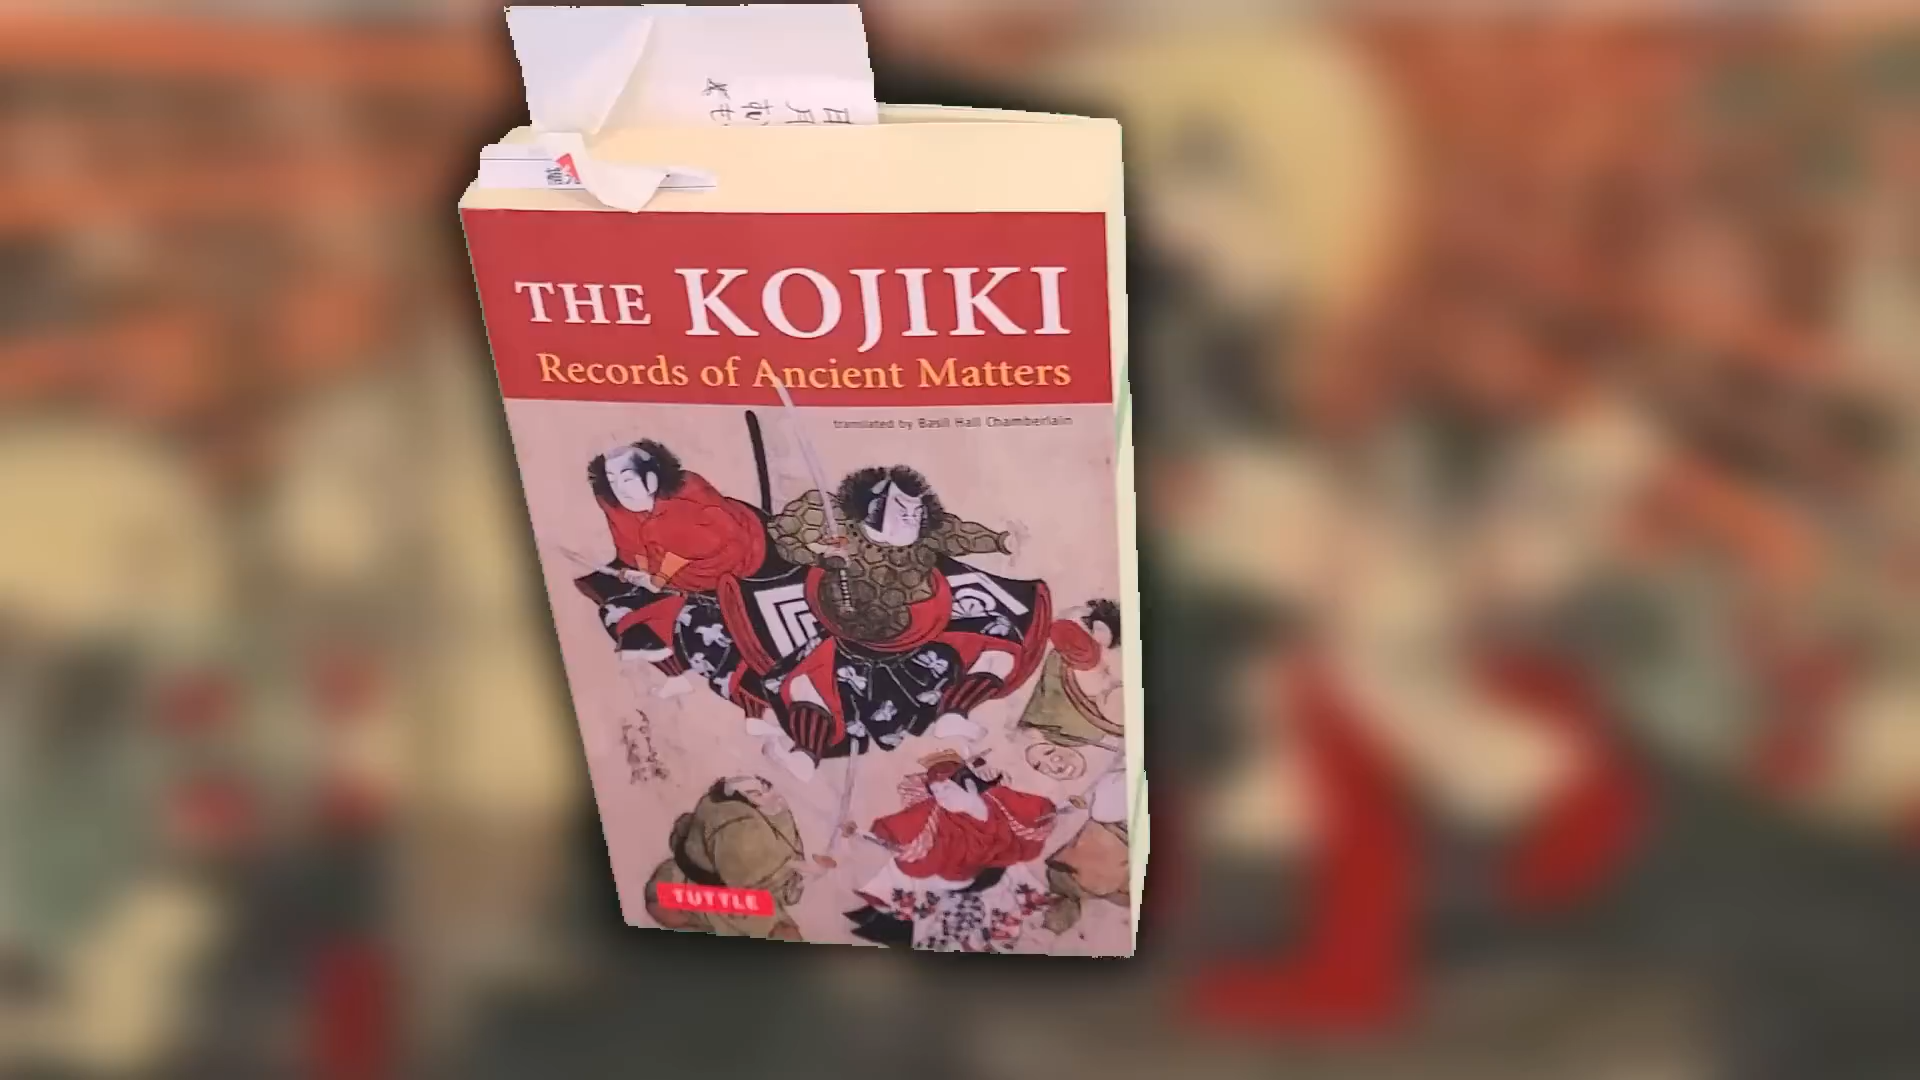 THE KOJIKI
Records of Ancient Matters
translated by Basil Hall Chamberlain
TUTTLE